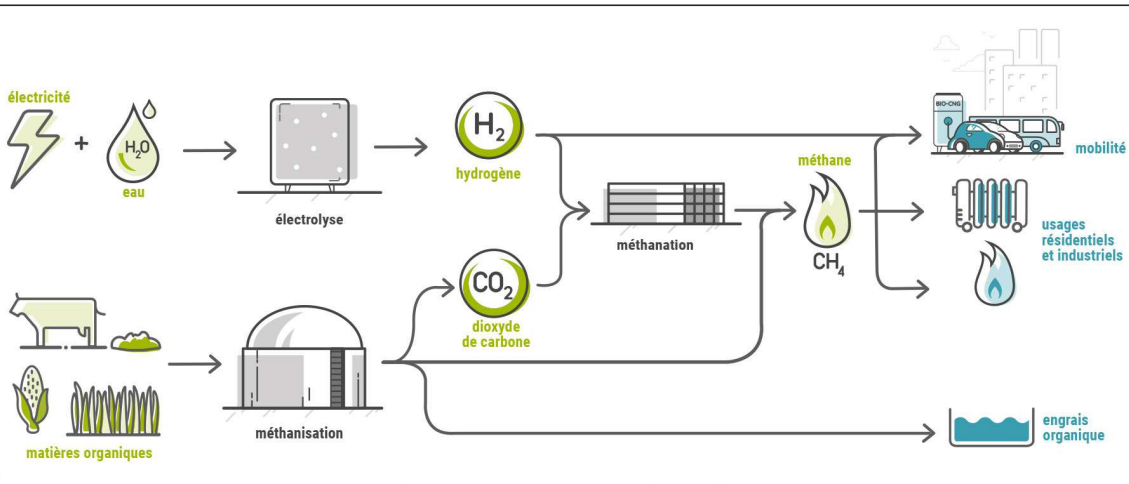 électricité
+
H₂O
eau
électrolyse
H₂
hydrogène
BIO-CNG
mobilité
méthane
CH₄
méthanation
usages
résidentiels
et industriels
CO₂
dioxyde
de carbone
matières organiques
méthanisation
engrais
organique